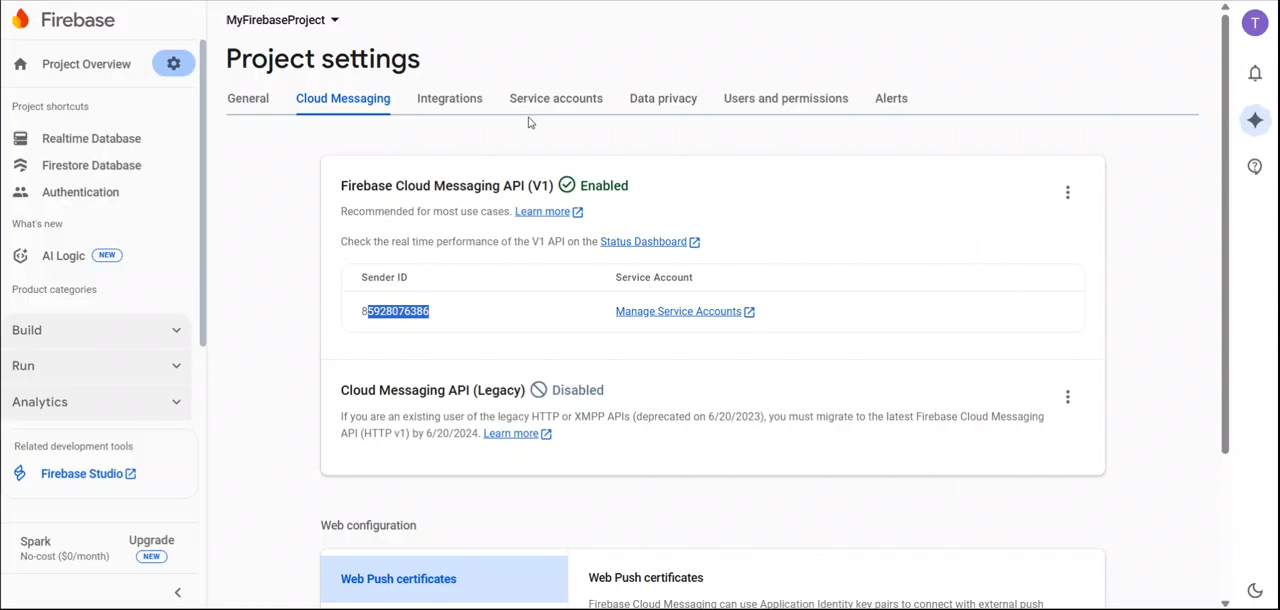 Firebase
Project Overview
Project shortcuts
Realtime Database
Firestore Database
Authentication
What's new
AI Logic NEW
Product categories
Build
Run
Analytics
Related development tools
Firebase Studio
Spark
No-cost ($0/month)
Upgrade
NEW
MyFirebaseProject
Project settings
General Cloud Messaging Integrations Service accounts Data privacy Users and permissions Alerts
Firebase Cloud Messaging API (V1) Enabled
Recommended for most use cases. Learn more
Check the real time performance of the V1 API on the Status Dashboard
Sender ID Service Account
85928076386 Manage Service Accounts
Cloud Messaging API (Legacy) Disabled
If you are an existing user of the legacy HTTP or XMPP APIs (deprecated on 6/20/2023), you must migrate to the latest Firebase Cloud Messaging
API (HTTP v1) by 6/20/2024. Learn more
Web configuration
Web Push certificates
Web Push certificates
Firebase Cloud Messaging can use Application Identity key pairs to connect with external push
T